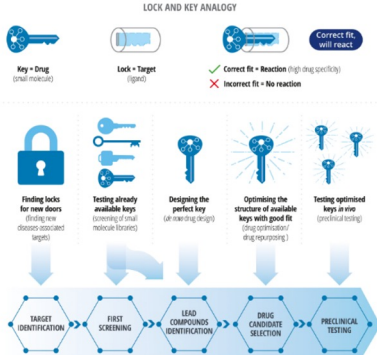 LOCK AND KEY ANALOGY
Key = Drug
(small molecule)
Lock = Target
(ligand)
Correct fit = Reaction (high drug specificity)
Incorrect fit = No reaction
Correct fit,
will react
Finding locks
for new doors
(finding new
diseases-associated
targets)
Testing already
available keys
(screening of small
molecule libraries)
Designing the
perfect key
(de novo drug design)
Optimising the
structure of available
keys with good fit
(drug optimisation/
drug repurposing )
Testing optimised
keys in vivo
(preclinical testing)
TARGET
IDENTIFICATION
FIRST
SCREENING
LEAD
COMPOUNDS
IDENTIFICATION
DRUG
CANDIDATE
SELECTION
PRECLINICAL
TESTING